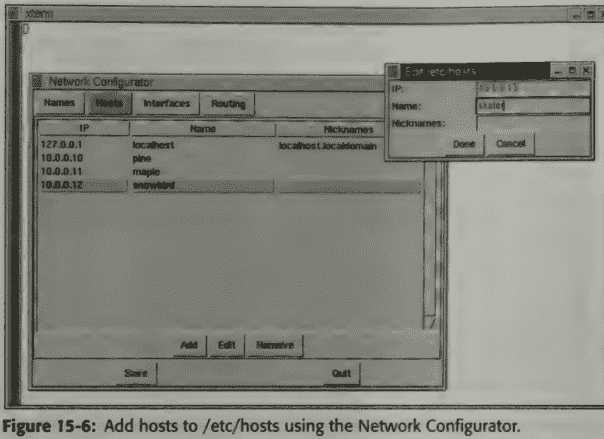 xterm
Network Configurator
Names Hosts Interfaces Routing
IP Name Nicknames
127.0.0.1 localhost localhost.localdomain
10.0.0.10 pine
10.0.0.11 maple
10.0.0.12 snowbird
Add Edit Remove
Save Quit
Edit /etc/hosts
IP:
Name: skater
Nicknames:
Done Cancel
Figure 15-6: Add hosts to /etc/hosts using the Network Configurator.